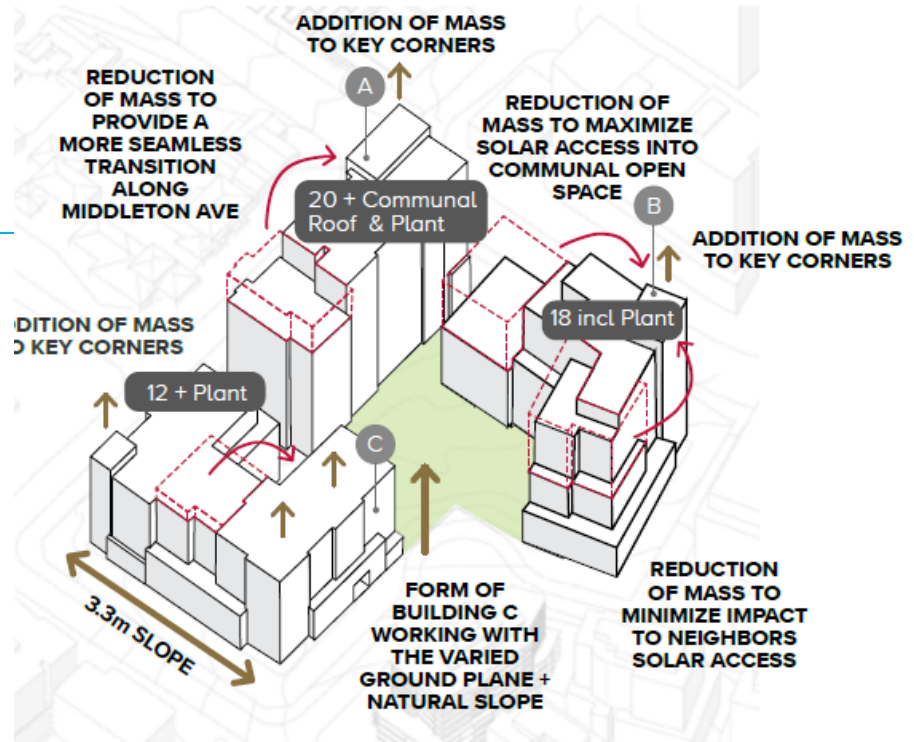 ADDITION OF MASS
TO KEY CORNERS
A
REDUCTION
OF MASS TO
PROVIDE A
MORE SEAMLESS
TRANSITION
ALONG
MIDDLETON AVE
REDUCTION OF
MASS TO MAXIMIZE
SOLAR ACCESS INTO
COMMUNAL OPEN
SPACE
20 + Communal
Roof & Plant
B
ADDITION OF MASS
TO KEY CORNERS
18 incl Plant
DDITION OF MASS
O KEY CORNERS
12 + Plant
C
3.3m SLOPE
FORM OF
BUILDING C
WORKING WITH
THE VARIED
GROUND PLANE +
NATURAL SLOPE
REDUCTION
OF MASS TO
MINIMIZE IMPACT
TO NEIGHBORS
SOLAR ACCESS